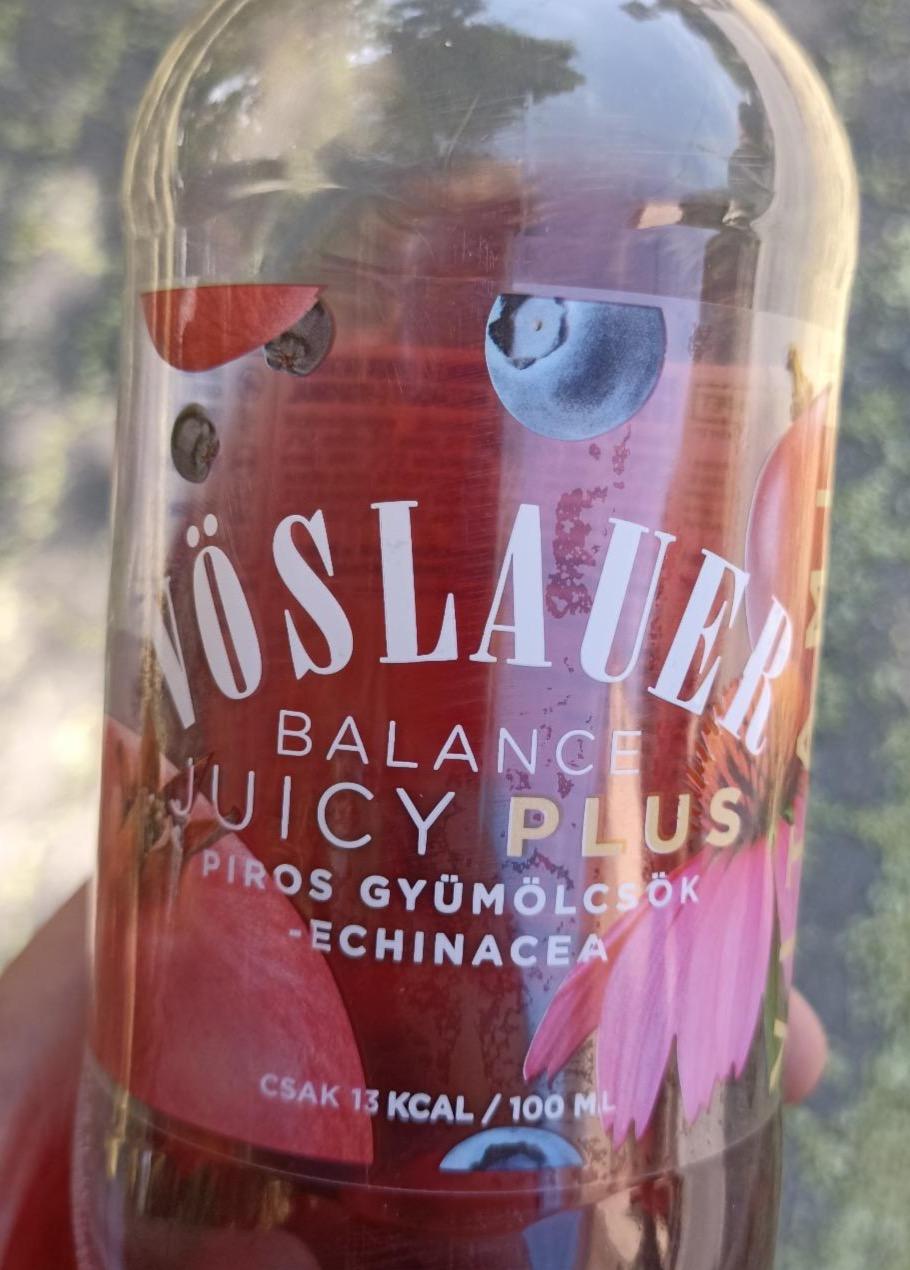 VÖSLAUER
BALANCE
JUICY PLUS
PIROS GYÜMÖLCSÖK
-ECHINACEA
CSAK 13 KCAL / 100 ML